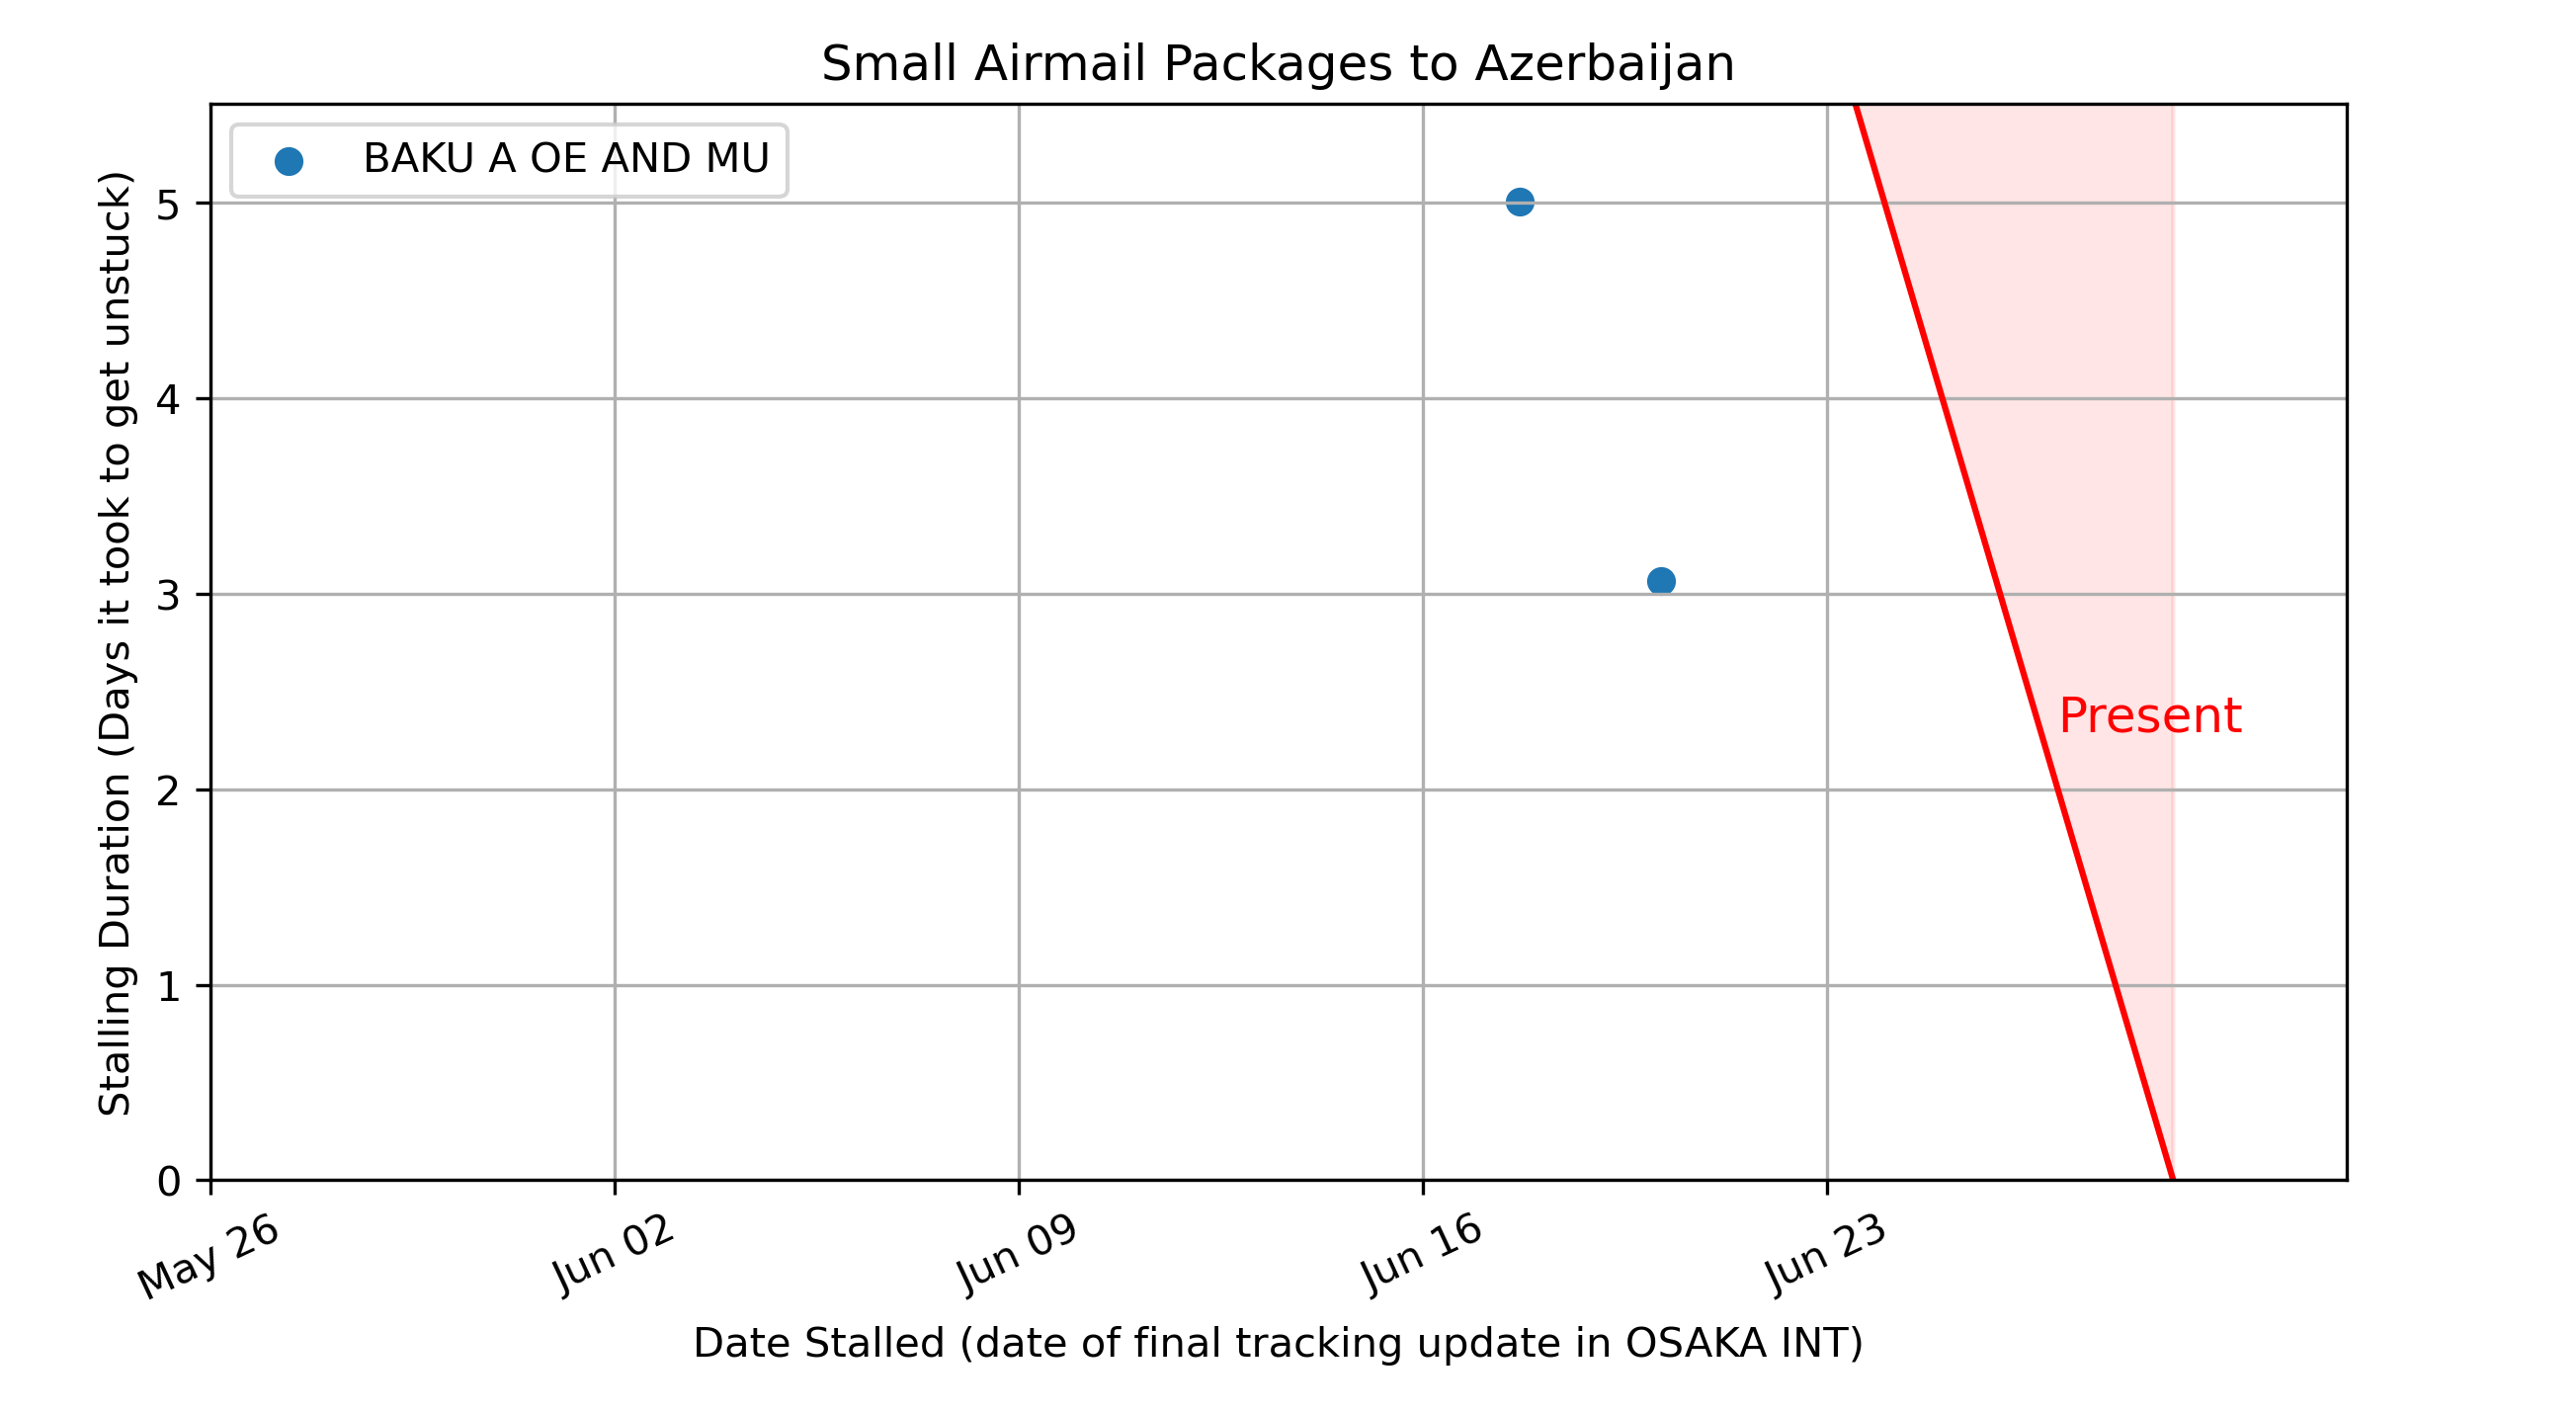 Small Airmail Packages to Azerbaijan
BAKU A OE AND MU
Stalling Duration (Days it took to get unstuck)
5
4
3
2
1
0
Present
May 26
Jun 02
Jun 09
Jun 16
Jun 23
Date Stalled (date of final tracking update in OSAKA INT)